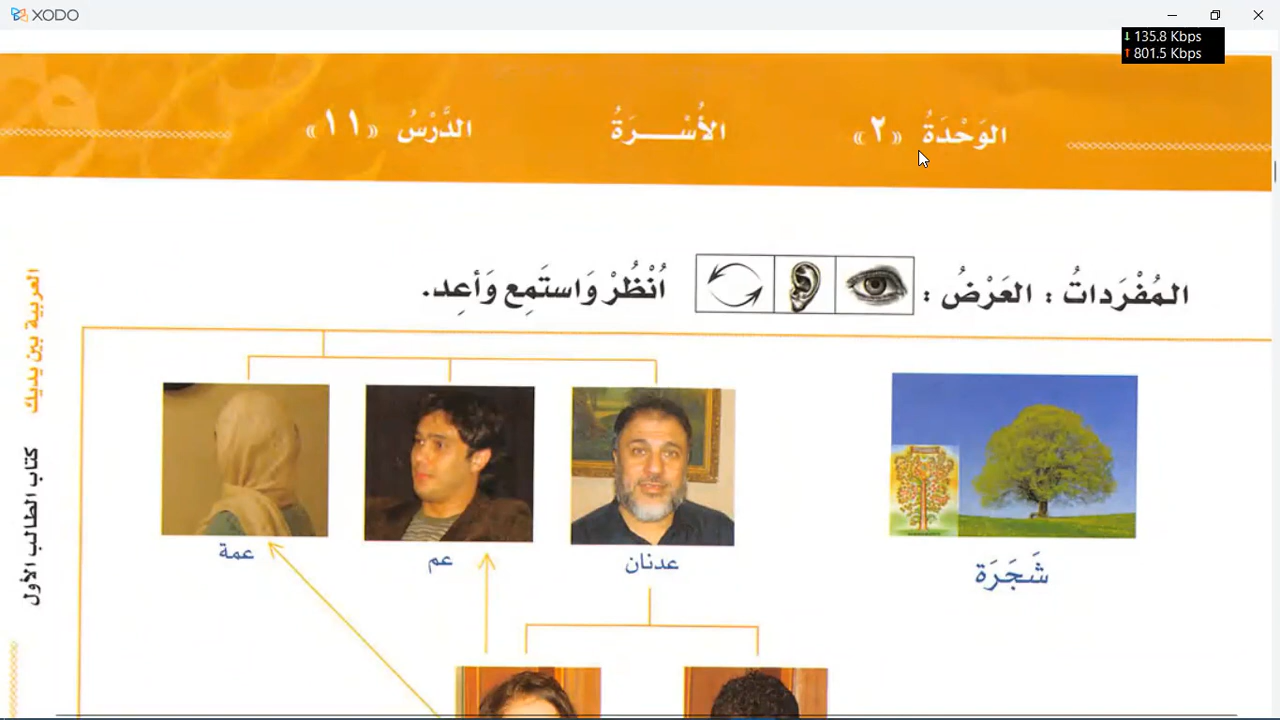 XODO
135.8 Kbps
801.5 Kbps
الوَحْدَةُ «٢» الأُسْـــرَةُ الدَّرْسُ «١١»
المُفْرَداتُ : العَرْضُ : اُنْظُرْ وَاستَمِع وَأعِد.
عدنان
عم
عمة
شَجَرَة
العربية بين يديك
كتاب الطالب الأول